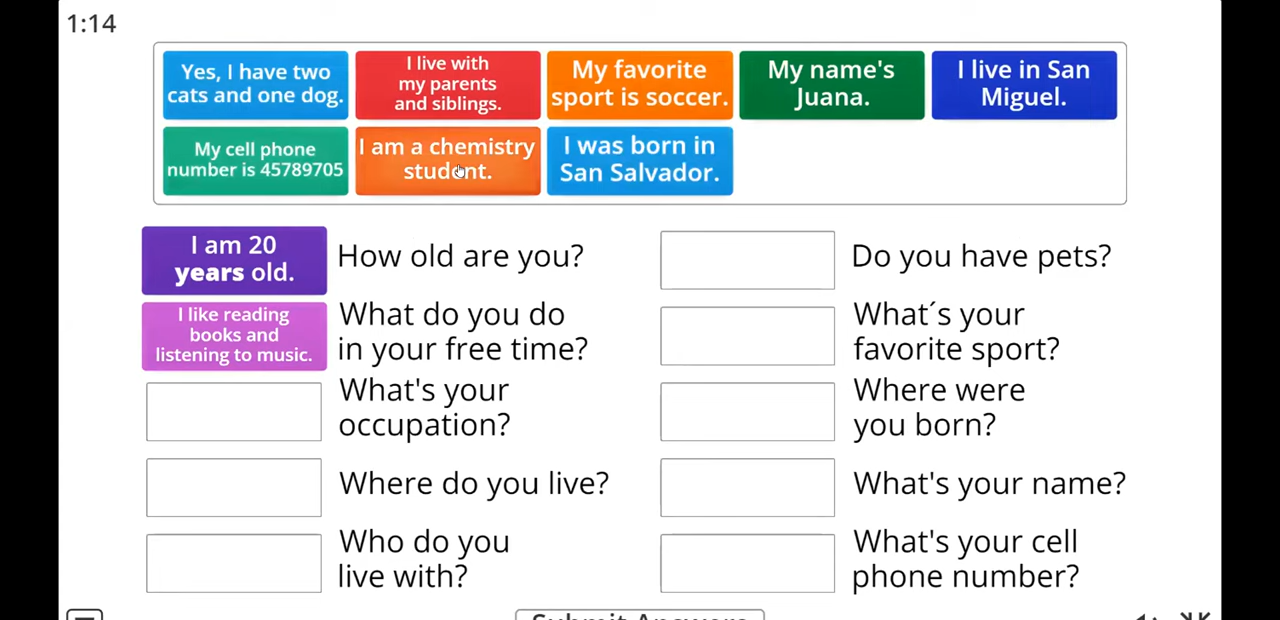 1:14
Yes, I have two
cats and one dog.
I live with
my parents
and siblings.
My favorite
sport is soccer.
My name's
Juana.
I live in San
Miguel.
My cell phone
number is 45789705
I am a chemistry
student.
I was born in
San Salvador.
I am 20
years old.
How old are you?
Do you have pets?
I like reading
books and
listening to music.
What do you do
in your free time?
What´s your
favorite sport?
What's your
occupation?
Where were
you born?
Where do you live?
What's your name?
Who do you
live with?
What's your cell
phone number?
Submit Answers